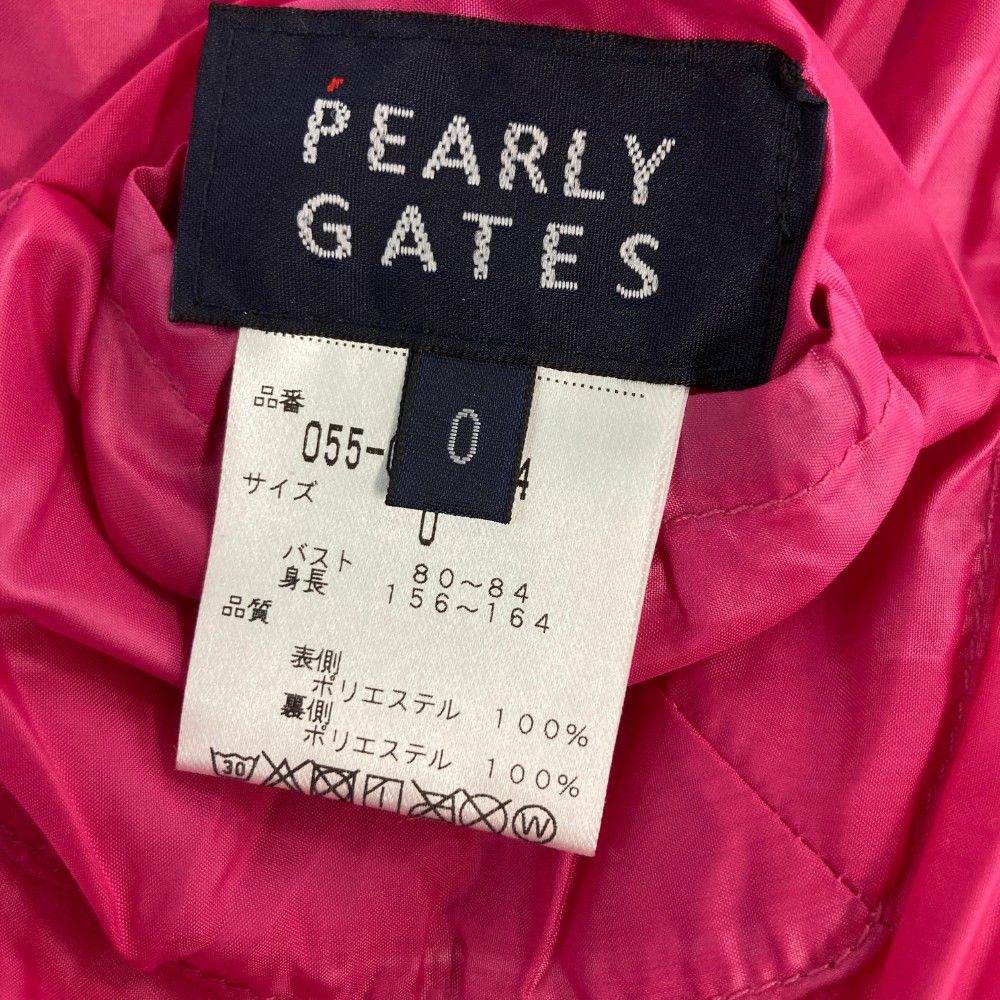 PEARLY
GATES
0
品番
055-
サイズ
0
バスト 80~84
身長 156~164
品質
表側
ポリエステル 100%
裏側
ポリエステル 100%
30
W